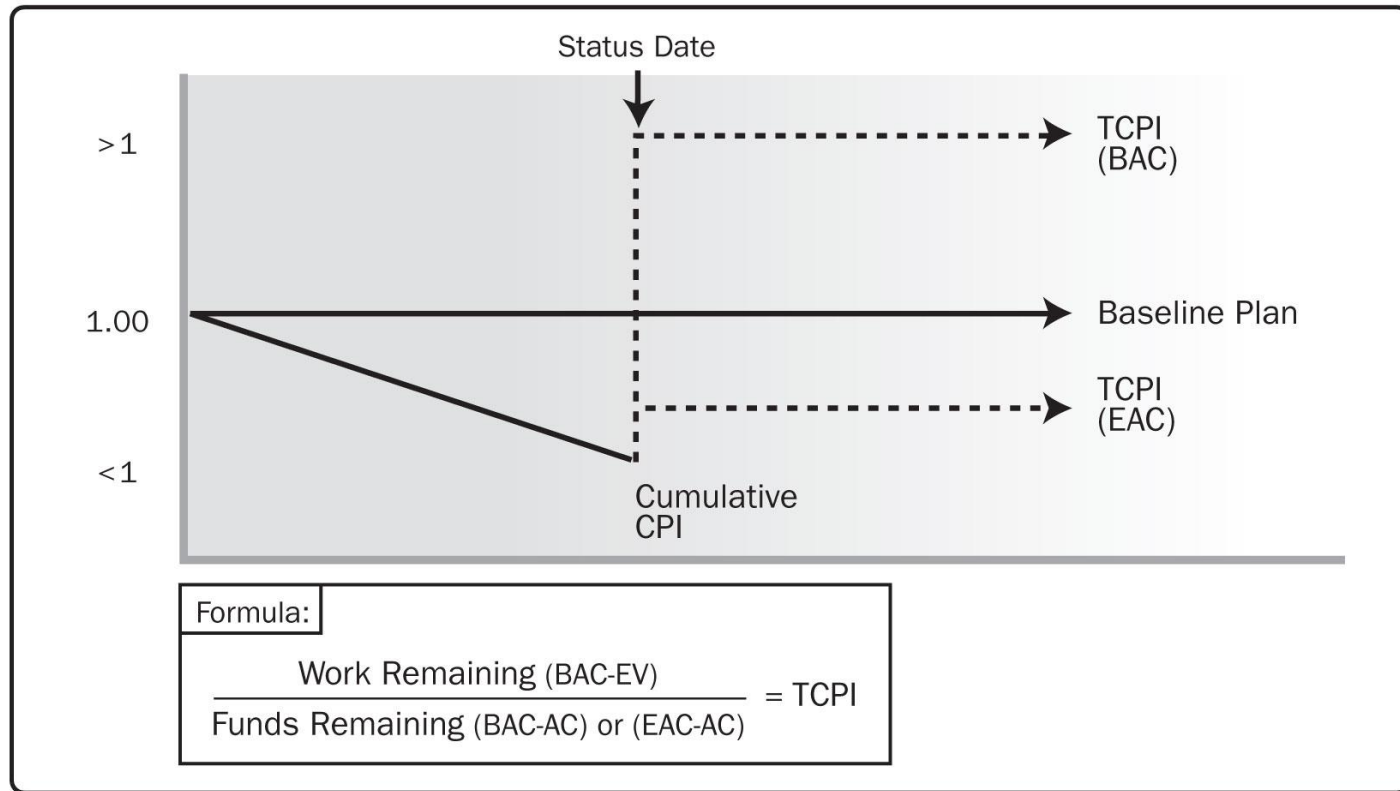 Status Date
>1
TCPI
(BAC)
1.00
Baseline Plan
TCPI
(EAC)
<1
Cumulative
CPI
Formula:
Work Remaining (BAC-EV)
Funds Remaining (BAC-AC) or (EAC-AC)
= TCPI